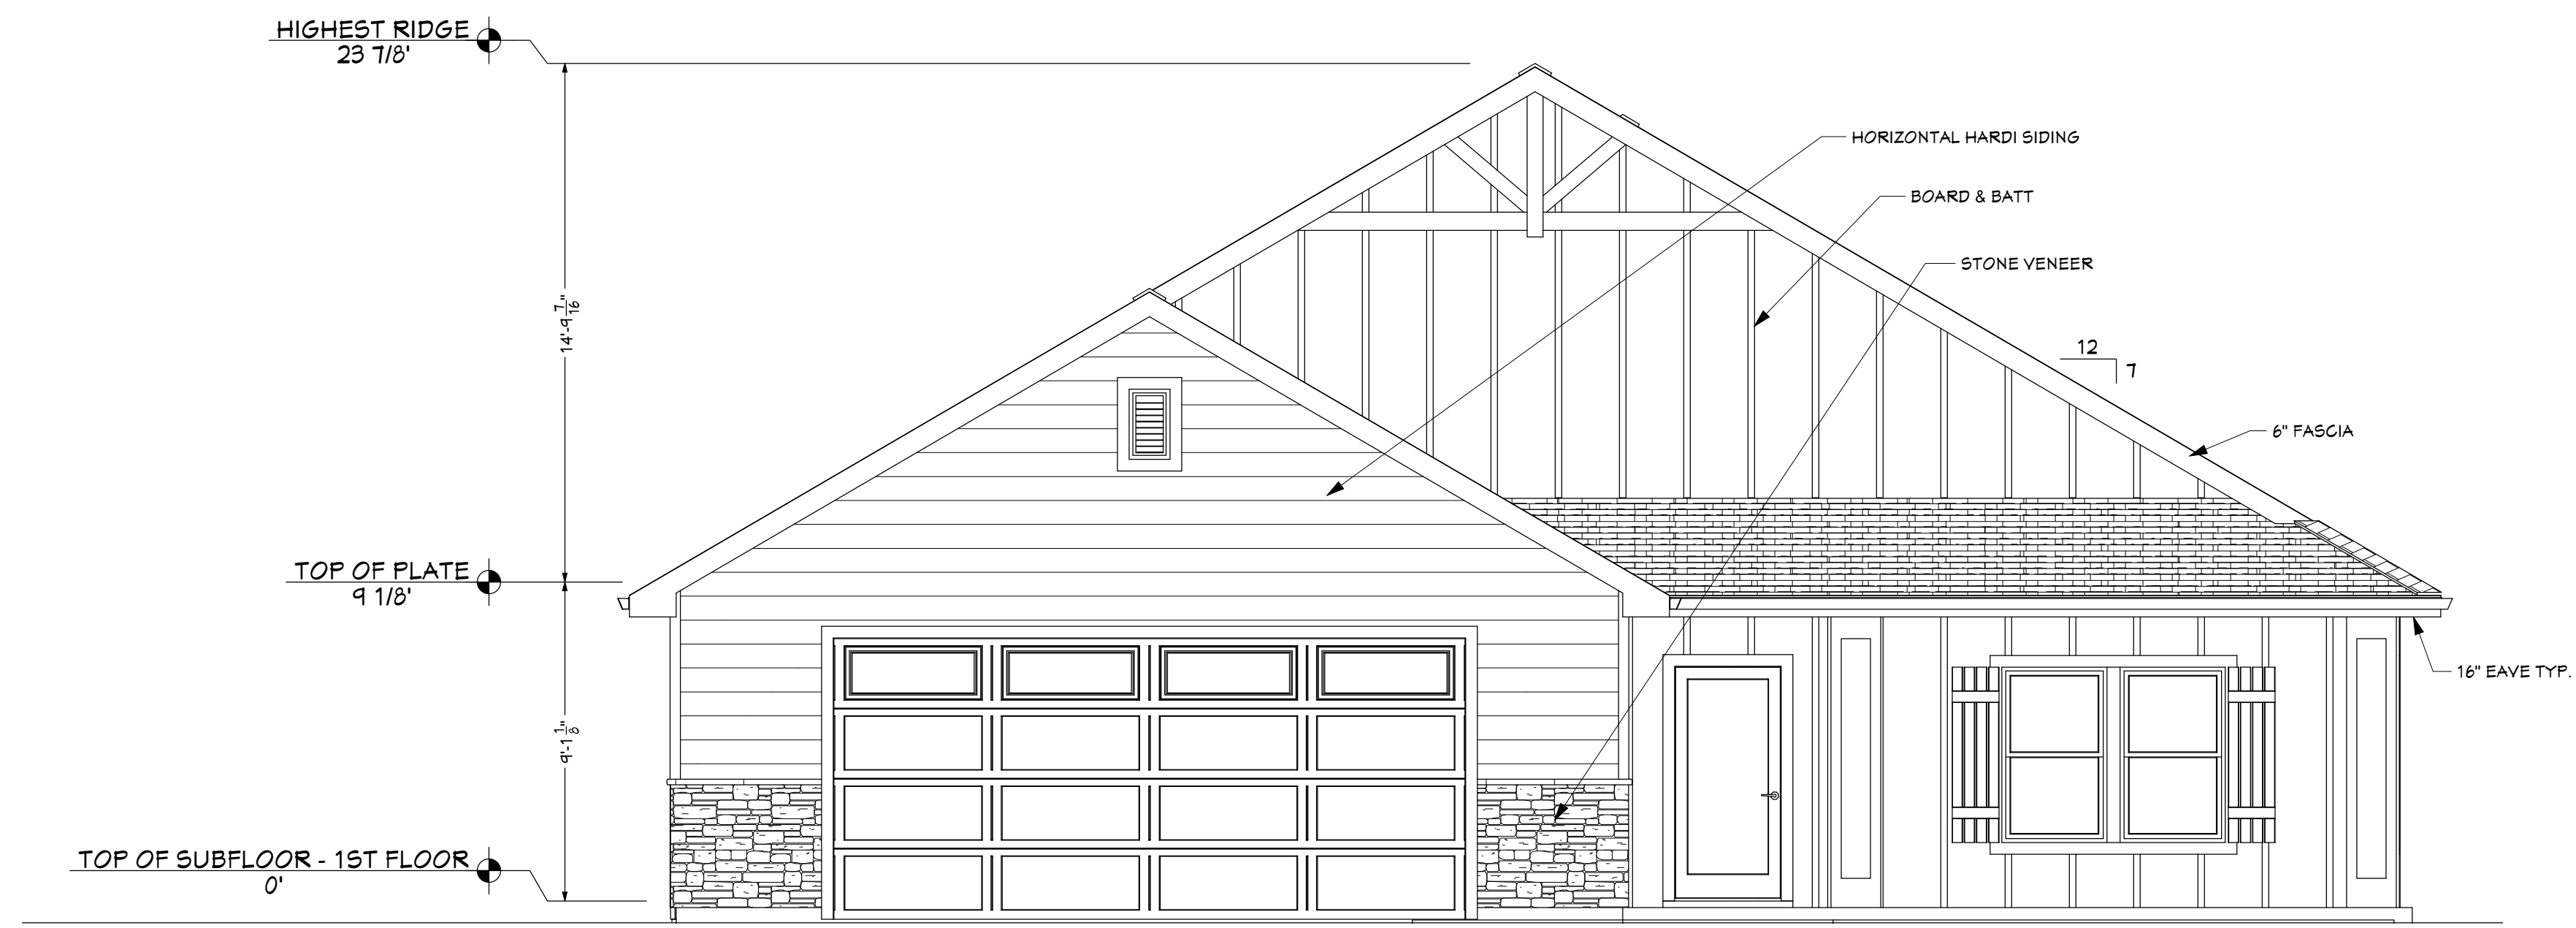 HIGHEST RIDGE
23 7/8'
HORIZONTAL HARDI SIDING
BOARD & BATT
STONE VENEER
14'-9 7/16"
12
7
6" FASCIA
TOP OF PLATE
9 1/8'
16" EAVE TYP.
9'-1 1/8"
TOP OF SUBFLOOR - 1ST FLOOR
0'